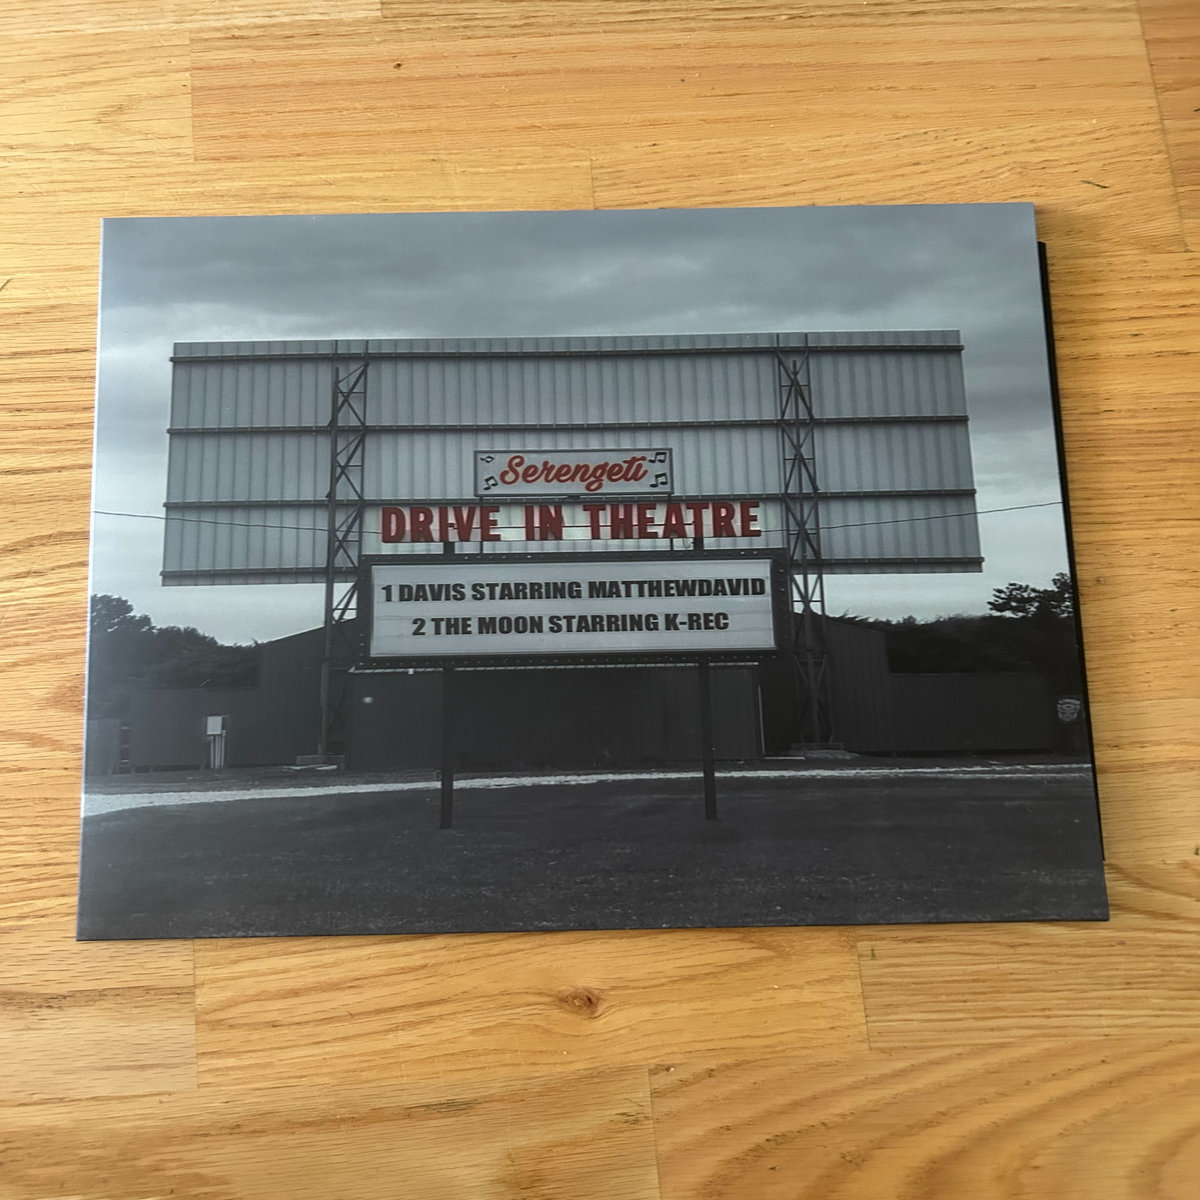 Serengeti
DRIVE IN THEATRE
1 DAVIS STARRING MATTHEWDAVID
2 THE MOON STARRING K-REC